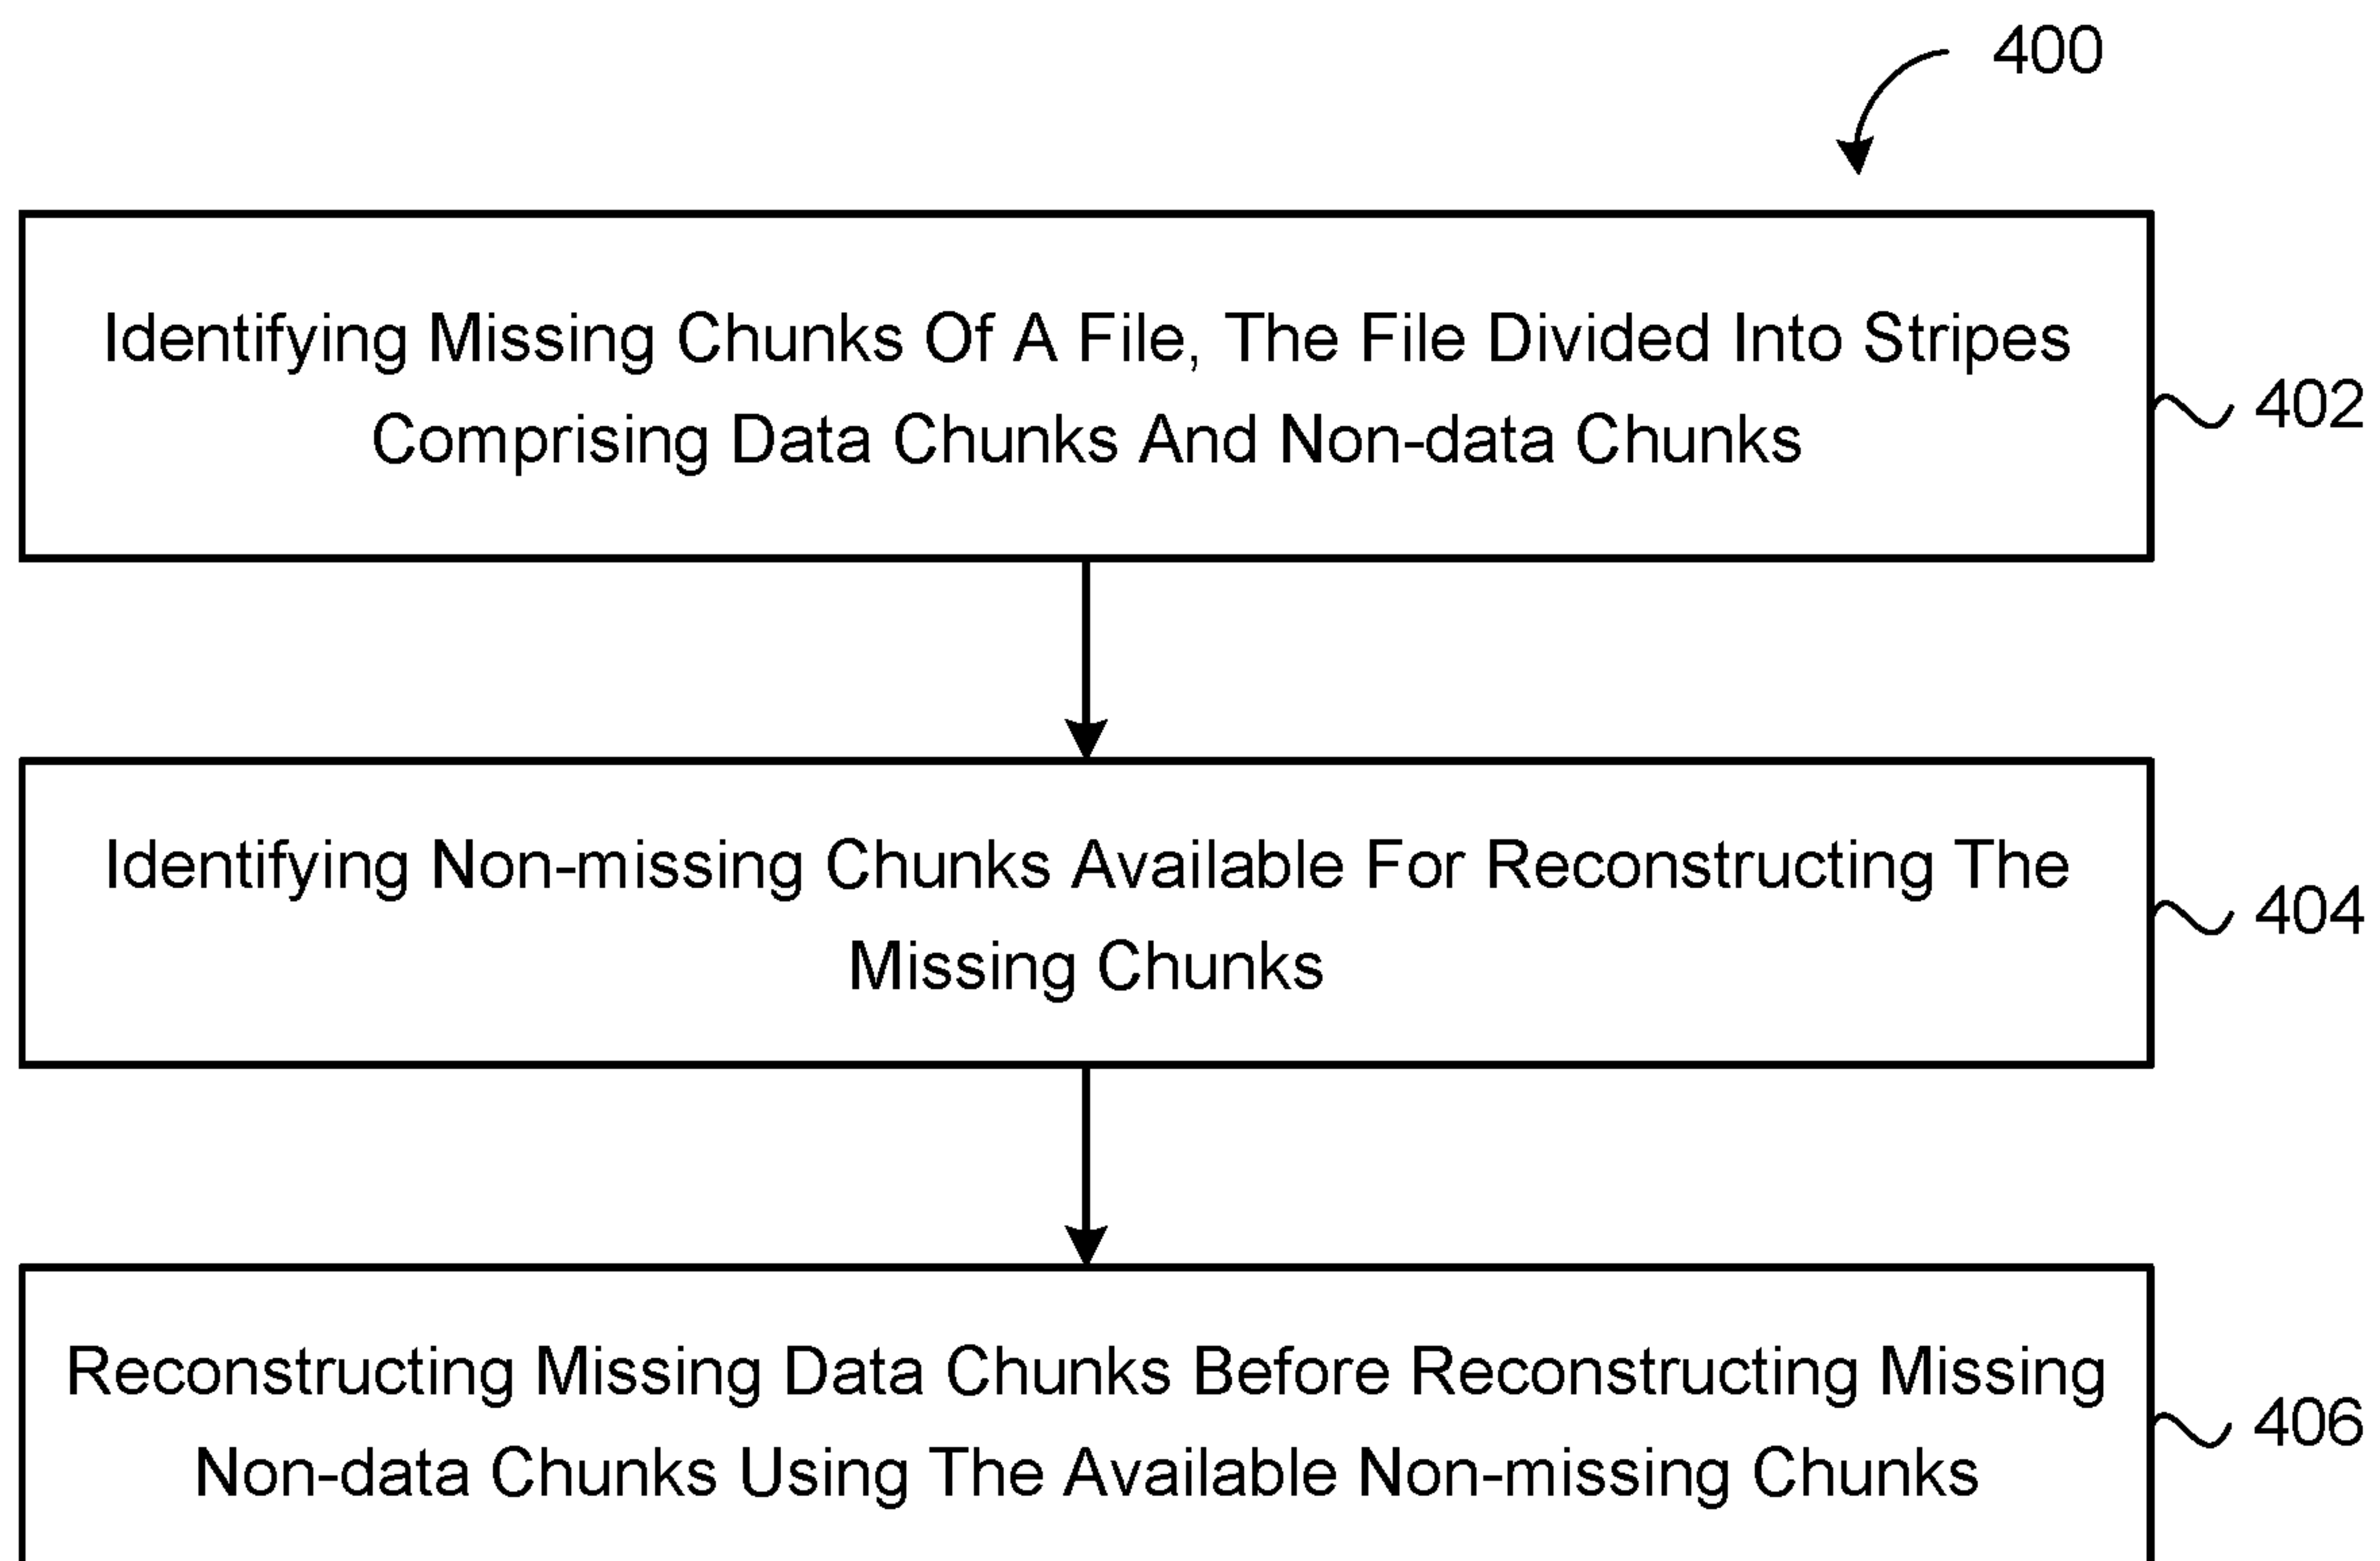 400
Identifying Missing Chunks Of A File, The File Divided Into Stripes
Comprising Data Chunks And Non-data Chunks
402
Identifying Non-missing Chunks Available For Reconstructing The
Missing Chunks
404
Reconstructing Missing Data Chunks Before Reconstructing Missing
Non-data Chunks Using The Available Non-missing Chunks
406